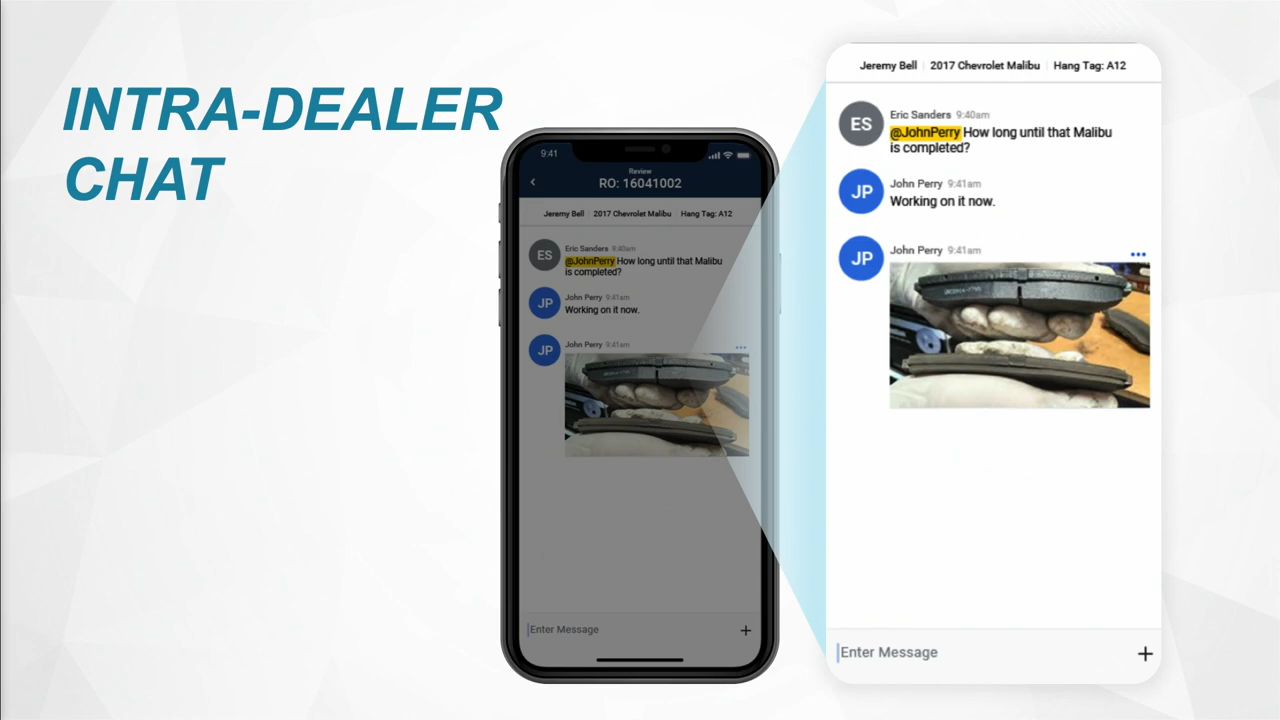 INTRA-DEALER
CHAT
9:41
Review
RO: 16041002
Jeremy Bell 2017 Chevrolet Malibu Hang Tag: A12
ES
Eric Sanders 9:40am
@JohnPerry How long until that Malibu
is completed?
JP
John Perry 9:41am
Working on it now.
JP
John Perry 9:41am
Enter Message
Jeremy Bell 2017 Chevrolet Malibu Hang Tag: A12
ES
Eric Sanders 9:40am
@JohnPerry How long until that Malibu
is completed?
JP
John Perry 9:41am
Working on it now.
JP
John Perry 9:41am
Enter Message